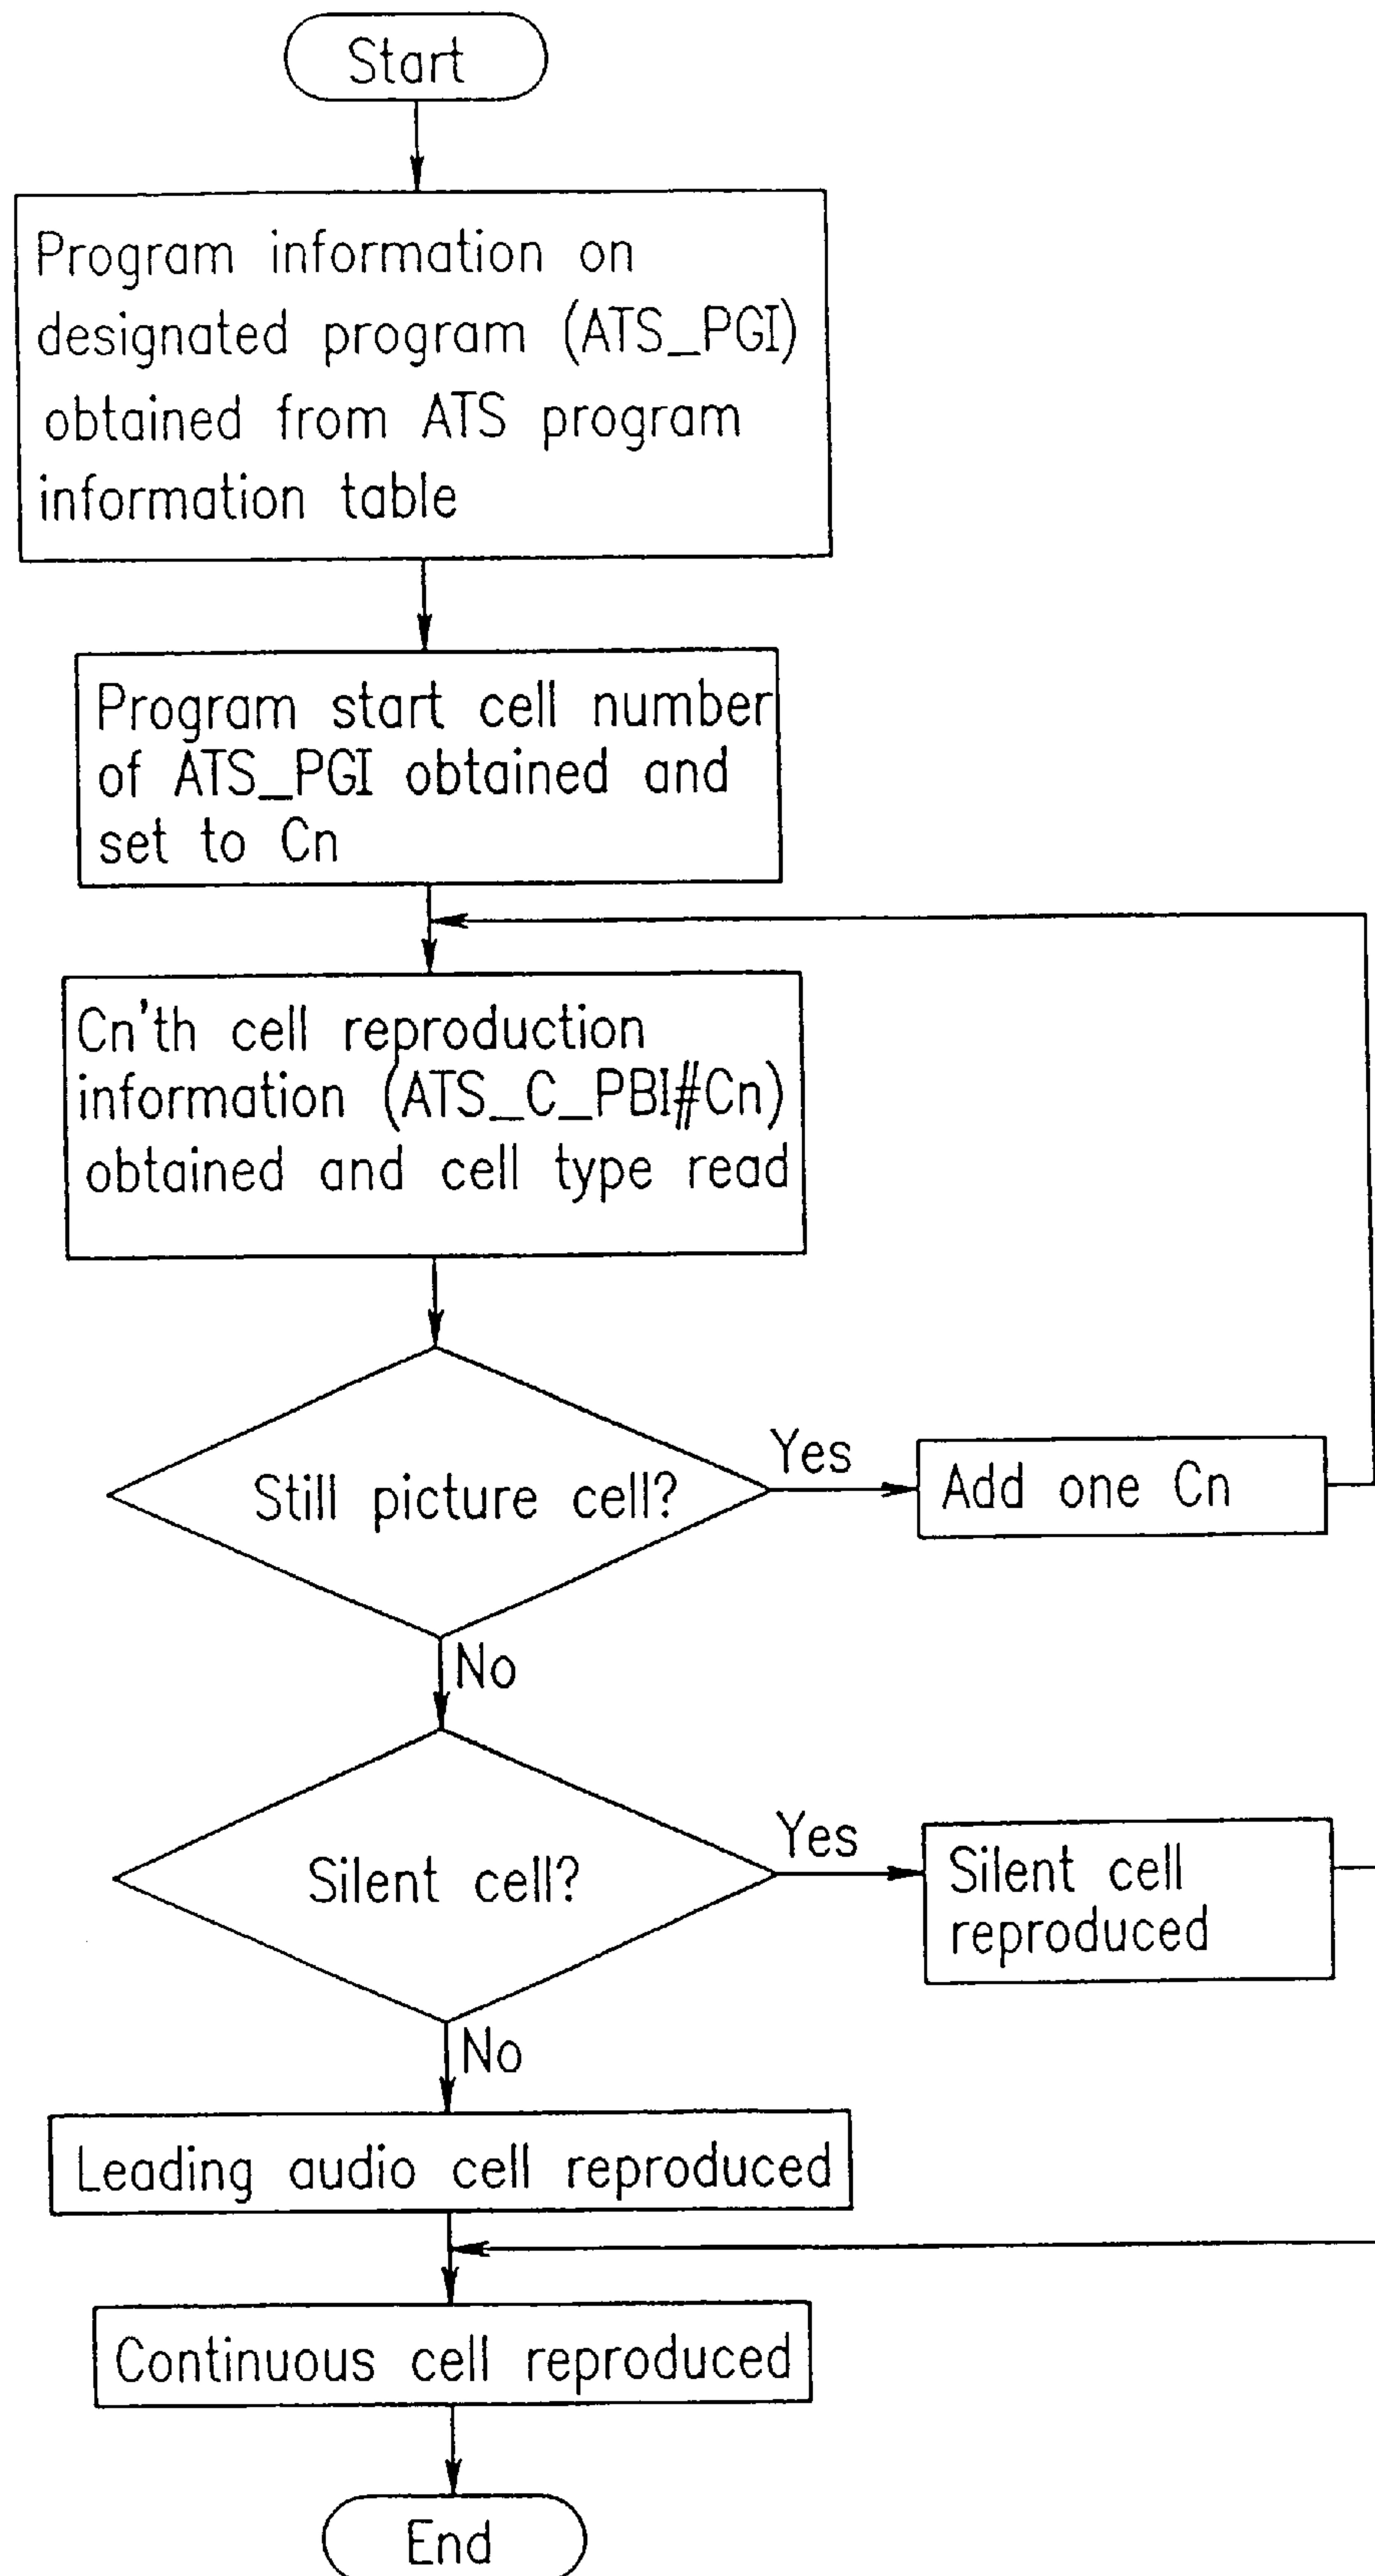 Start
Program information on
designated program (ATS_PGI)
obtained from ATS program
information table
Program start cell number
of ATS_PGI obtained and
set to Cn
Cn'th cell reproduction
information (ATS_C_PBI#Cn)
obtained and cell type read
Still picture cell?
Yes
Add one Cn
No
Silent cell?
Yes
Silent cell
reproduced
No
Leading audio cell reproduced
Continuous cell reproduced
End